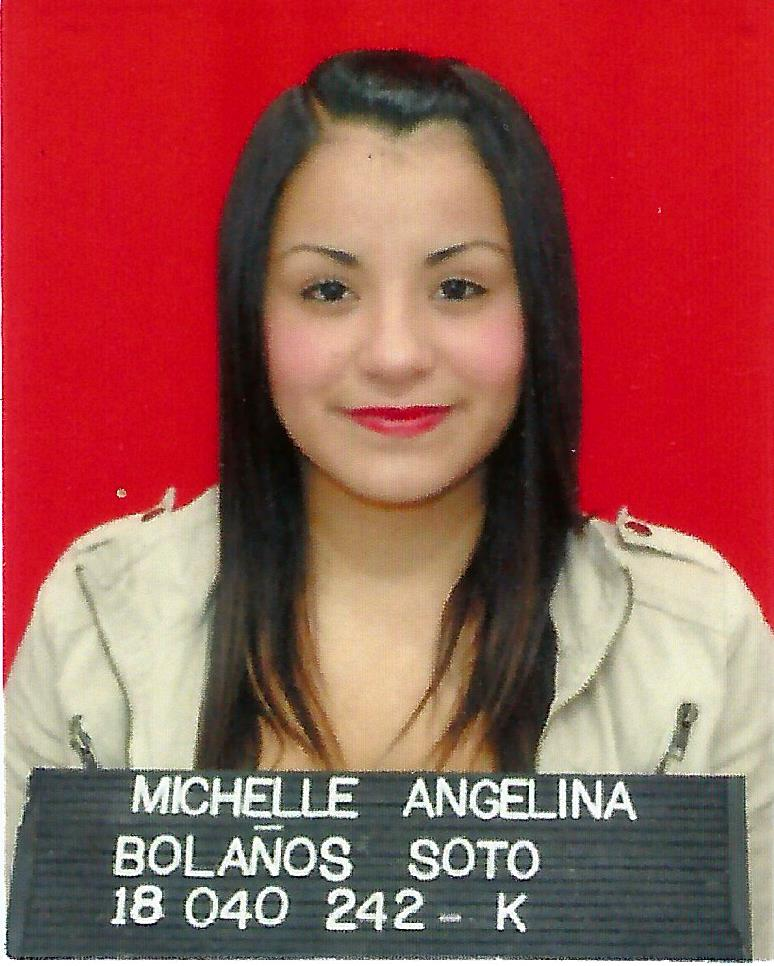 MICHELLE ANGELINA
BOLAÑOS SOTO
18 040 242 - K